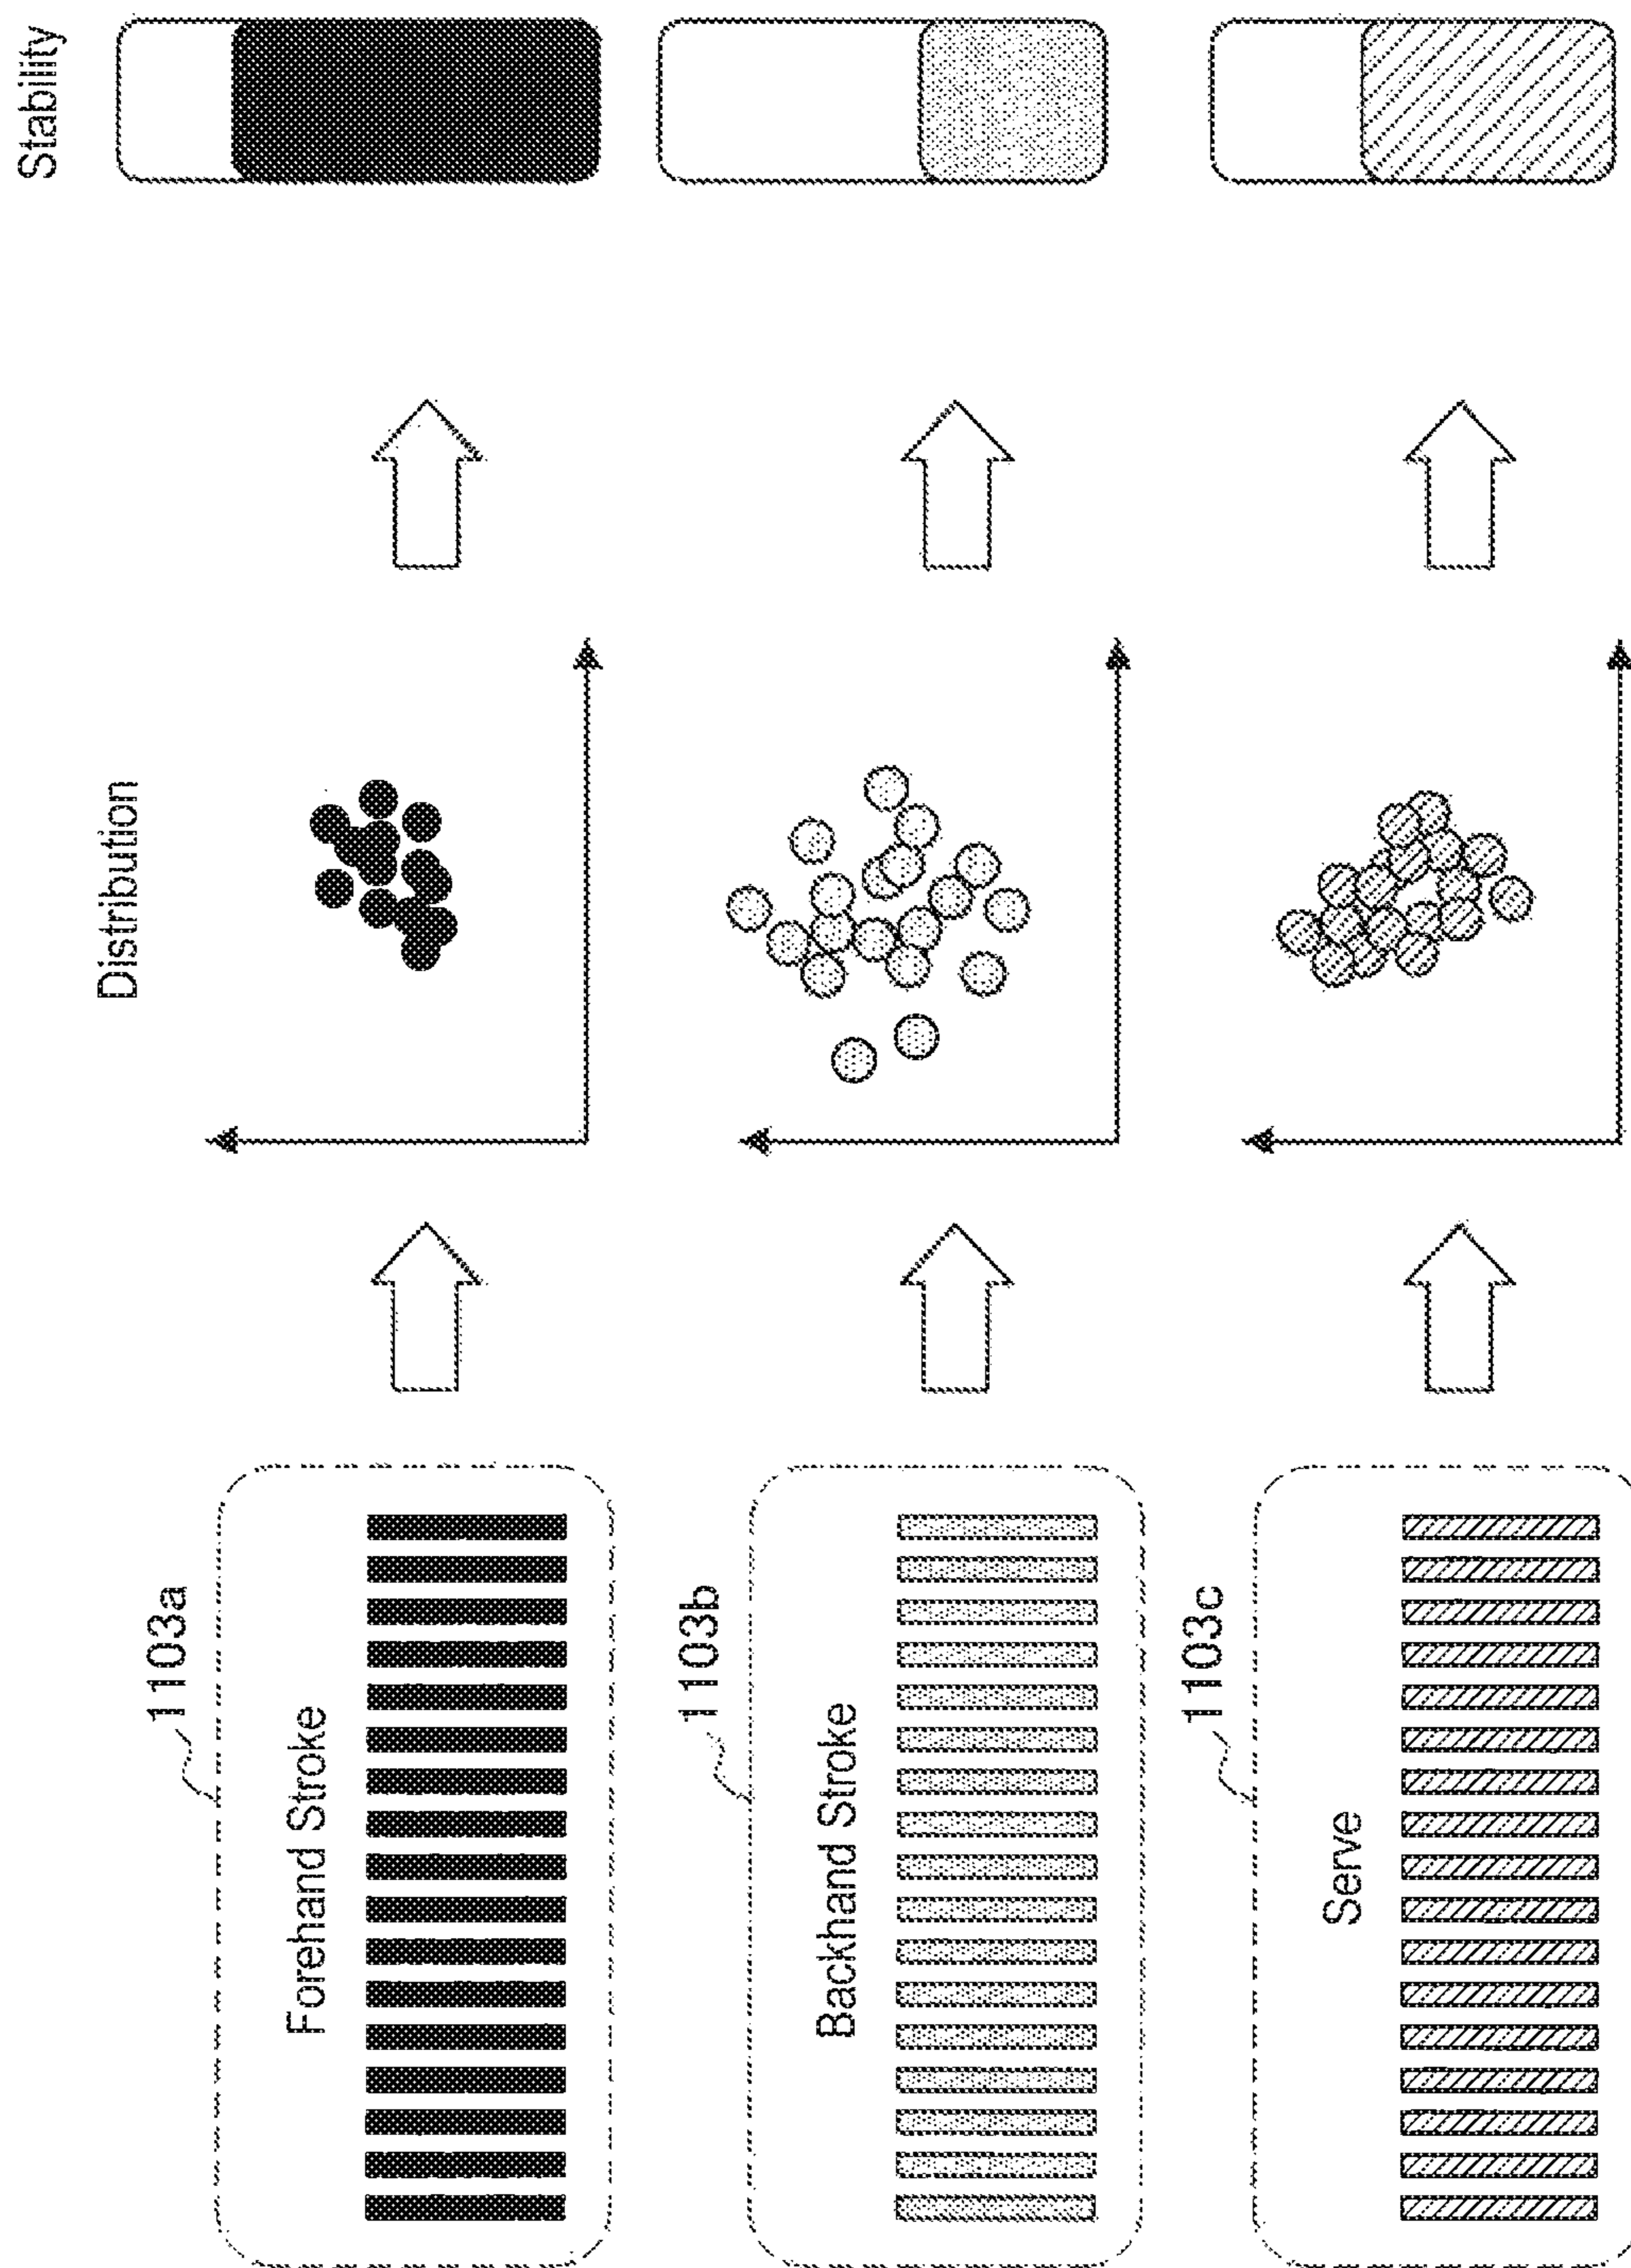 Distribution
Stability
1103a
Forehand Stroke
1103b
Backhand Stroke
1103c
Serve